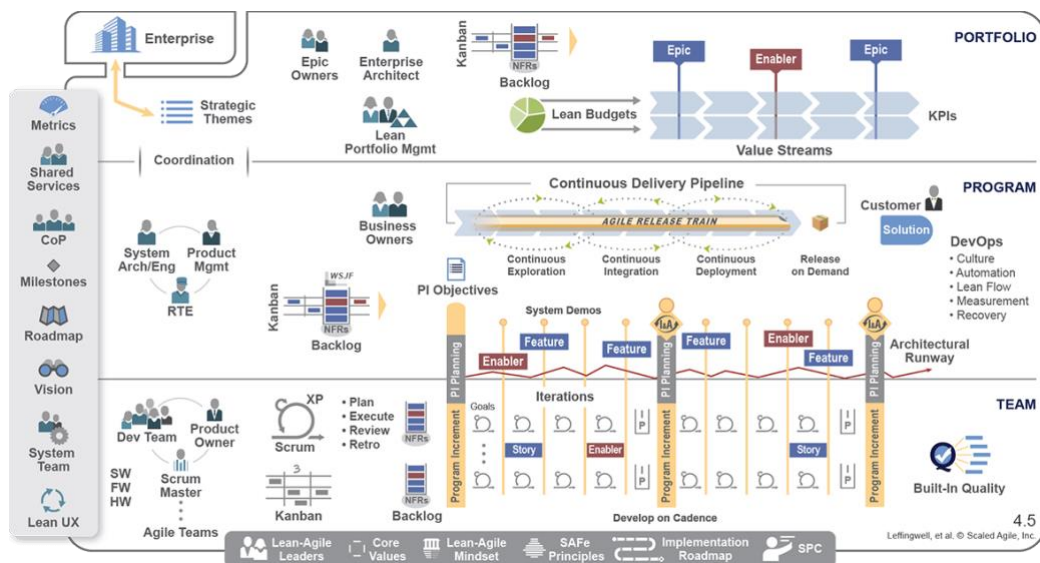 Enterprise
Strategic
Themes
Epic
Owners
Enterprise
Architect
Lean
Portfolio Mgmt
Kanban
NFRs
Backlog
Lean Budgets
Epic
Enabler
Epic
KPIs
Value Streams
PORTFOLIO
Metrics
Shared
Services
CoP
Milestones
Roadmap
Vision
System
Team
Lean UX
Coordination
System
Arch/Eng
Product
Mgmt
RTE
Business
Owners
Kanban
WSJF
NFRs
Backlog
PI Objectives
Continuous Delivery Pipeline
AGILE RELEASE TRAIN
Continuous
Exploration
Continuous
Integration
Continuous
Deployment
Release
on Demand
PROGRAM
Customer
Solution
DevOps
• Culture
• Automation
• Lean Flow
• Measurement
• Recovery
System Demos
PI Planning
Enabler
Feature
Feature
I&A
PI Planning
Feature
Enabler
Feature
I&A
PI Planning
Architectural
Runway
TEAM
Dev Team
Product
Owner
Scrum
Master
SW
FW
HW
Agile Teams
XP
Scrum
• Plan
• Execute
• Review
• Retro
3
Kanban
NFRs
NFRs
Backlog
Program Increment
Goals
Iterations
Story
Enabler
I
P
I
P
Program Increment
Story
I
P
I
P
Program Increment
Develop on Cadence
Built-In Quality
4.5
Leffingwell, et al. © Scaled Agile, Inc.
Lean-Agile
Leaders
Core
Values
Lean-Agile
Mindset
SAFe
Principles
Implementation
Roadmap
SPC